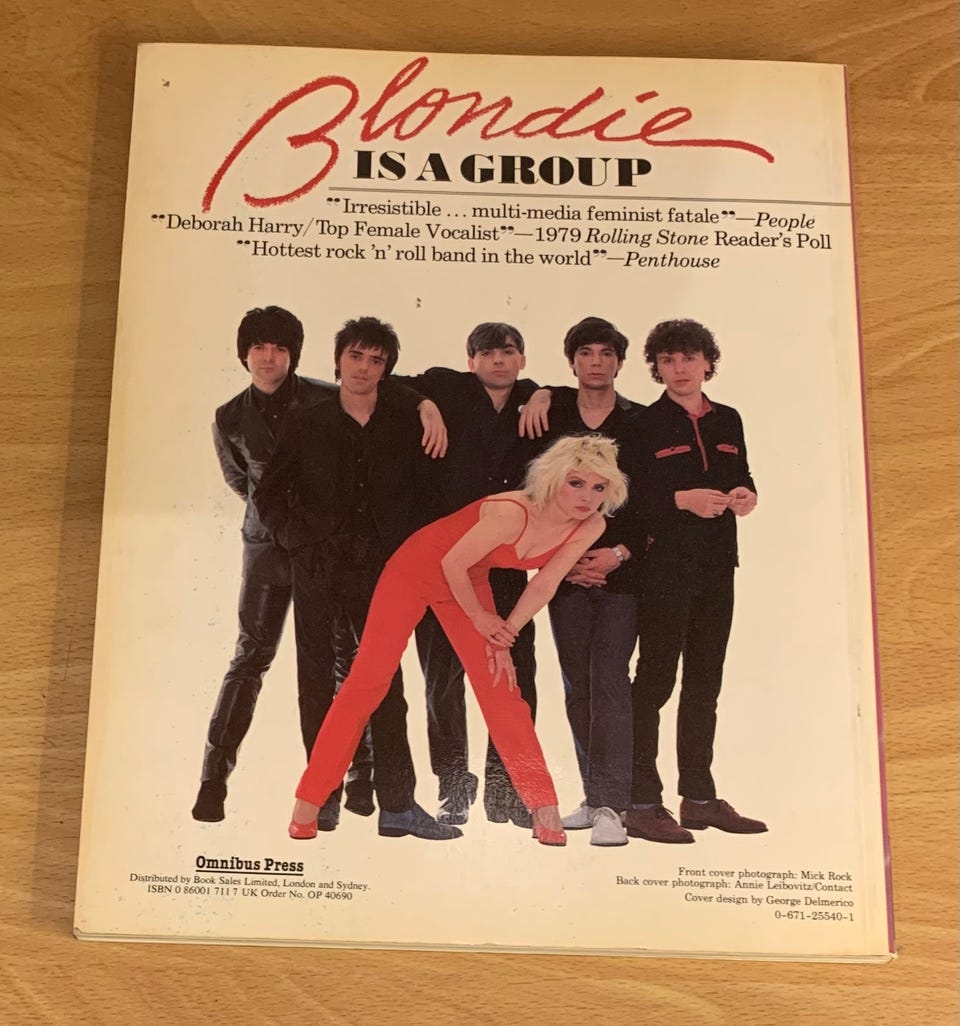 Blondie
IS A GROUP
"Irresistible ... multi-media feminist fatale"—People
"Deborah Harry/Top Female Vocalist"—1979 Rolling Stone Reader's Poll
"Hottest rock 'n' roll band in the world"—Penthouse
Omnibus Press
Distributed by Book Sales Limited, London and Sydney.
ISBN 0 86001 711 7 UK Order No. OP 40690
Front cover photograph: Mick Rock
Back cover photograph: Annie Leibovitz/Contact
Cover design by George Delmerico
0-671-25540-1